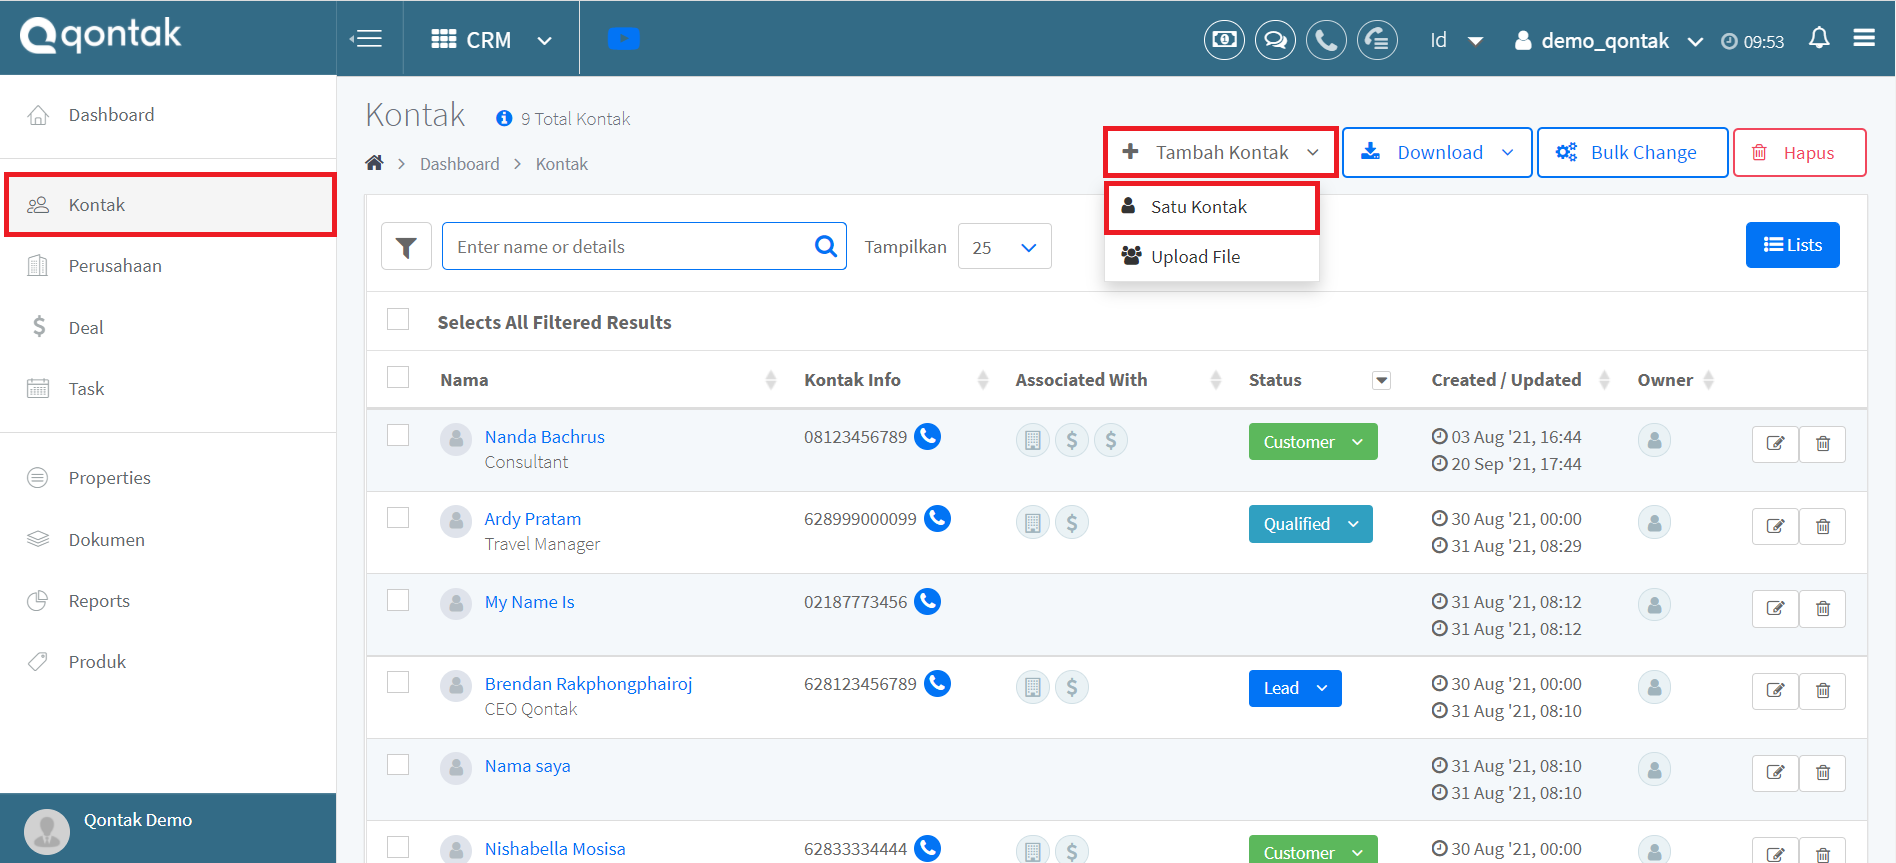 qontak
CRM
Id
demo_qontak
09:53
Dashboard
Kontak
Perusahaan
Deal
Task
Properties
Dokumen
Reports
Produk
Qontak Demo
Kontak
9 Total Kontak
Dashboard > Kontak
Tambah Kontak
Download
Bulk Change
Hapus
Satu Kontak
Upload File
Enter name or details
Tampilkan
25
Lists
Selects All Filtered Results
Nama Kontak Info Associated With Status Created / Updated Owner
Nanda Bachrus
Consultant
08123456789
Customer
03 Aug '21, 16:44
20 Sep '21, 17:44
Ardy Pratam
Travel Manager
628999000099
Qualified
30 Aug '21, 00:00
31 Aug '21, 08:29
My Name Is
02187773456
31 Aug '21, 08:12
31 Aug '21, 08:12
Brendan Rakphongphairoj
CEO Qontak
628123456789
Lead
30 Aug '21, 00:00
31 Aug '21, 08:10
Nama saya
31 Aug '21, 08:10
31 Aug '21, 08:10
Nishabella Mosisa
62833334444
Customer
30 Aug '21, 00:00